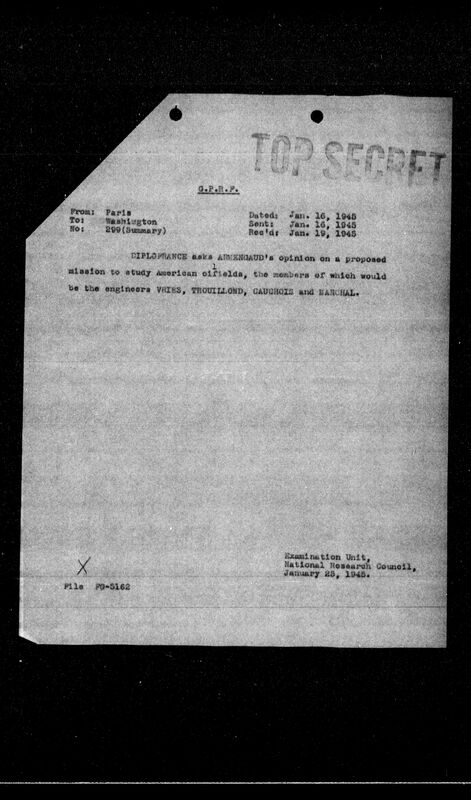 TOP SECRET
G.P.R.F.
From: Paris
To: Washington
No: 299(Summary)
Dated: Jan. 16, 1945
Sent: Jan. 16, 1945
Rec'd: Jan. 19, 1945
DIPLOFRANCE asks ARMENGAUD's opinion on a proposed
mission to study American oilfields, the members of which would
be the engineers VRIES, TROUILLOND, CAUCHOIS and MARCHAL.
Examination Unit,
National Research Council,
January 23, 1945.
X
File FG-5162